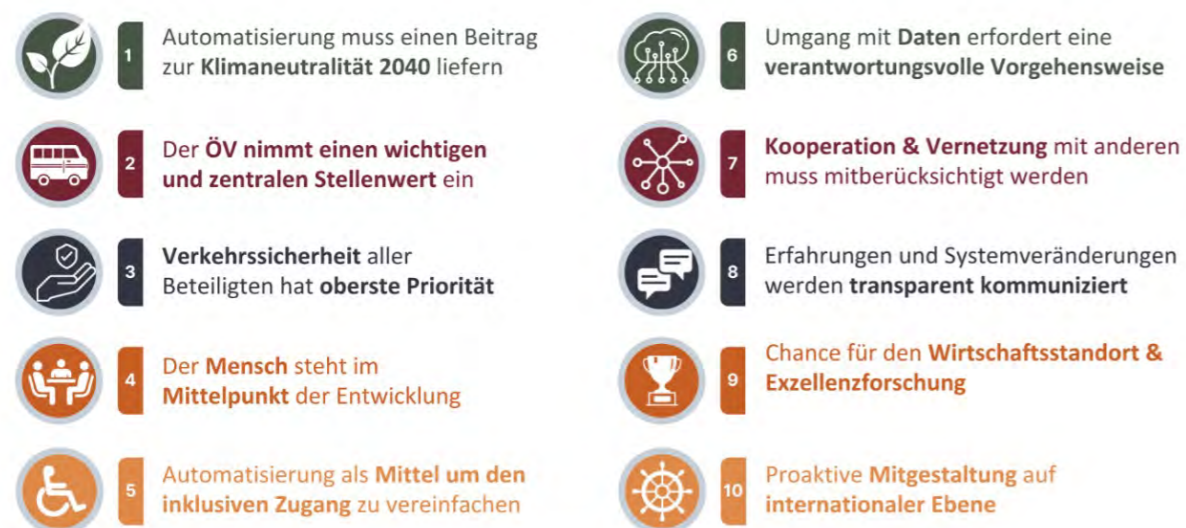 1
Automatisierung muss einen Beitrag
zur Klimaneutralität 2040 liefern
2
Der ÖV nimmt einen wichtigen
und zentralen Stellenwert ein
3
Verkehrssicherheit aller
Beteiligten hat oberste Priorität
4
Der Mensch steht im
Mittelpunkt der Entwicklung
5
Automatisierung als Mittel um den
inklusiven Zugang zu vereinfachen
6
Umgang mit Daten erfordert eine
verantwortungsvolle Vorgehensweise
7
Kooperation & Vernetzung mit anderen
muss mitberücksichtigt werden
8
Erfahrungen und Systemveränderungen
werden transparent kommuniziert
9
Chance für den Wirtschaftsstandort &
Exzellenzforschung
10
Proaktive Mitgestaltung auf
internationaler Ebene